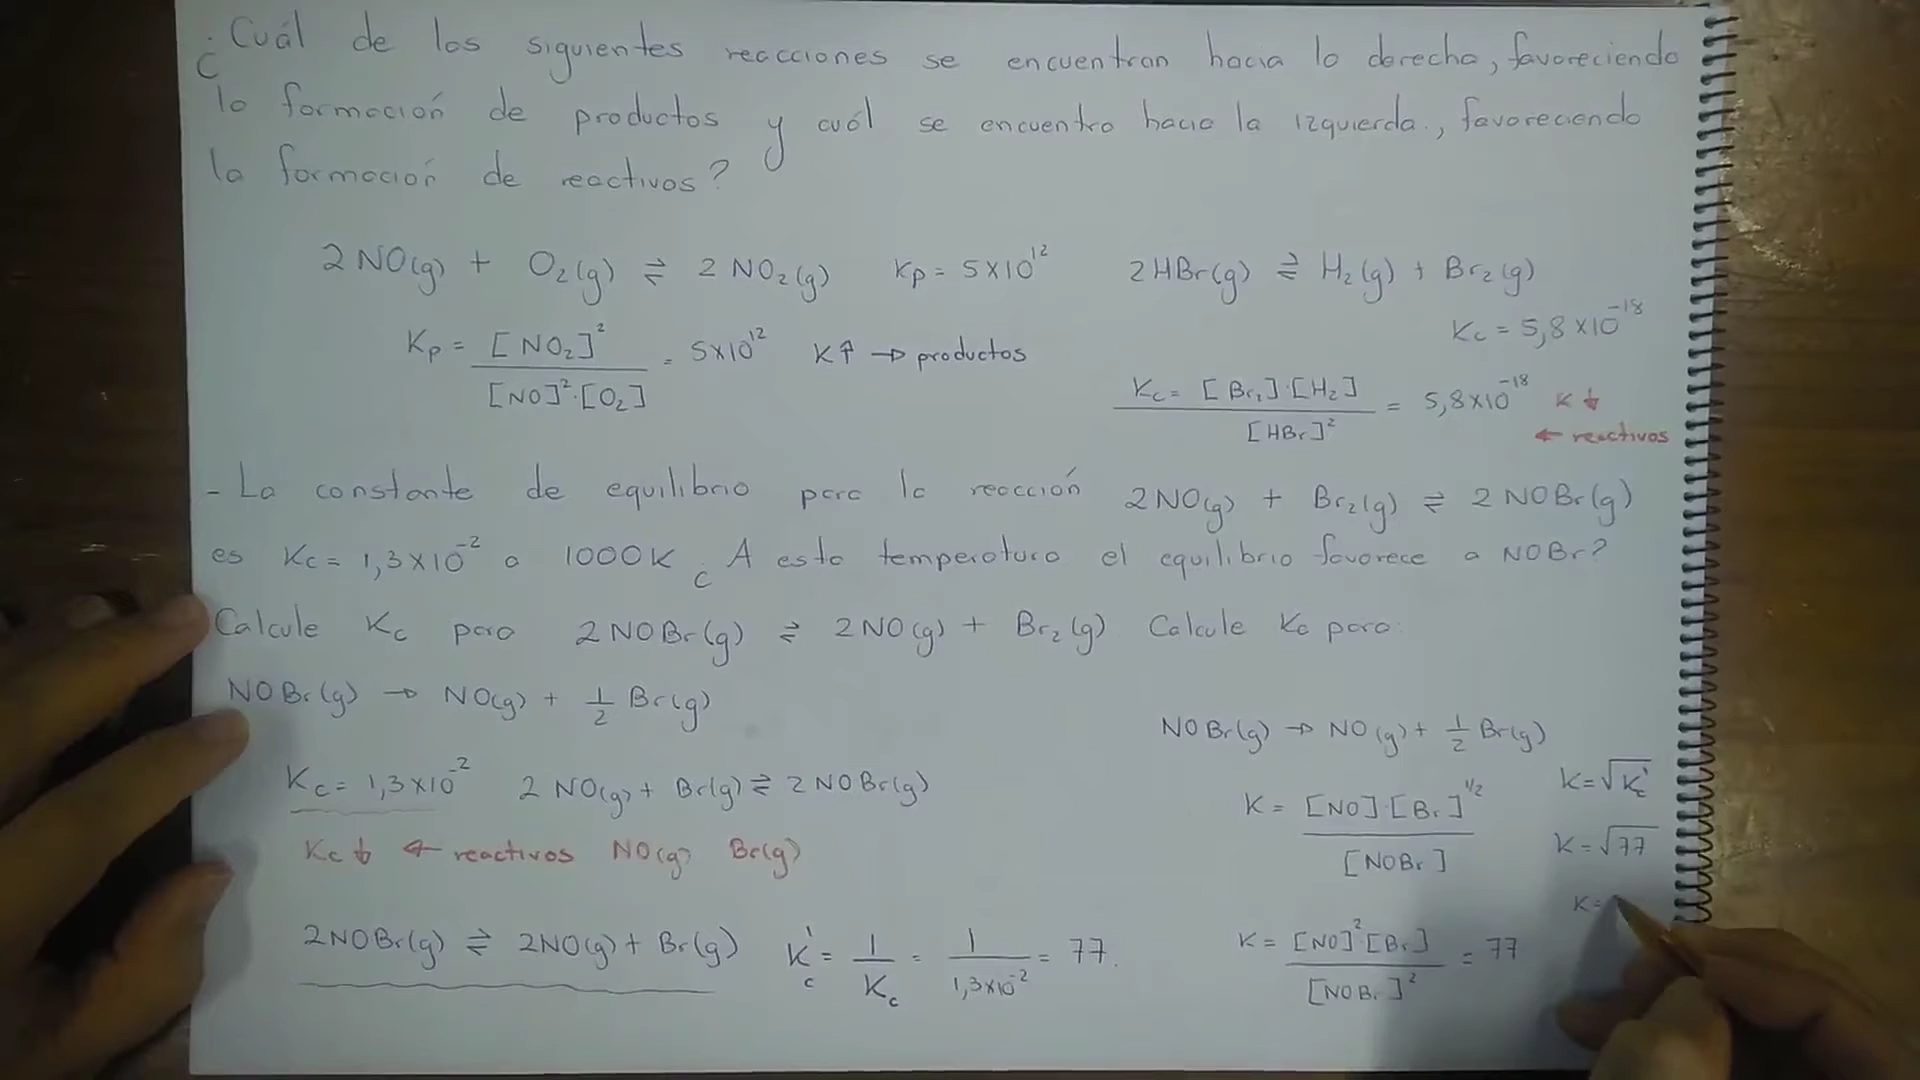 ¿Cuál de las siguientes reacciones se encuentran hacia la derecha, favoreciendo
la formación de productos y cuál se encuentra hacia la izquierda, favoreciendo
la formación de reactivos?
2NO(g) + O₂(g) ⇌ 2NO₂(g) Kp = 5x10¹² 2HBr(g) ⇌ H₂(g) + Br₂(g)
Kc = 5,8x10⁻¹⁸
Kp = [NO₂]² / [NO]²·[O₂] = 5x10¹² K↑ → productos
Kc = [Br₂]·[H₂] / [HBr]² = 5,8x10⁻¹⁸ K↓
← reactivos
- La constante de equilibrio para la reacción 2NO(g) + Br₂(g) ⇌ 2NOBr(g)
es Kc = 1,3x10⁻² a 1000K ¿A esta temperatura el equilibrio favorece a NOBr?
Calcule Kc para 2NOBr(g) ⇌ 2NO(g) + Br₂(g) Calcule Kc para:
NOBr(g) → NO(g) + 1/2 Br(g)
NOBr(g) → NO(g) + 1/2 Br(g)
Kc = 1,3x10⁻² 2NO(g) + Br(g) ⇌ 2NOBr(g)
K = [NO]·[Br]^1/2 / [NOBr]
K = √Kc'
K = √77
K =
Kc↓ ← reactivos NO(g) Br(g)
2NOBr(g) ⇌ 2NO(g) + Br(g) Kc' = 1/Kc = 1/1,3x10⁻² = 77.
K = [NO]²·[Br] / [NOBr]² = 77